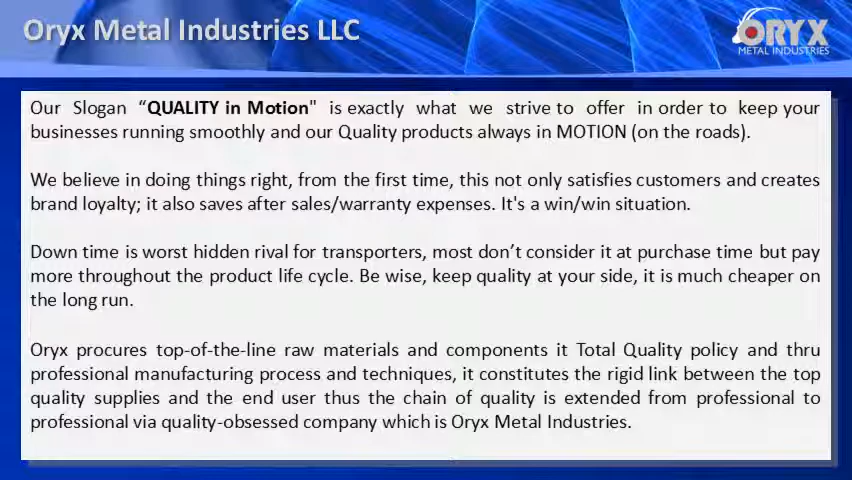 Oryx Metal Industries LLC
ORYX
METAL INDUSTRIES
Our Slogan “QUALITY in Motion" is exactly what we strive to offer in order to keep your
businesses running smoothly and our Quality products always in MOTION (on the roads).
We believe in doing things right, from the first time, this not only satisfies customers and creates
brand loyalty; it also saves after sales/warranty expenses. It's a win/win situation.
Down time is worst hidden rival for transporters, most don’t consider it at purchase time but pay
more throughout the product life cycle. Be wise, keep quality at your side, it is much cheaper on
the long run.
Oryx procures top-of-the-line raw materials and components it Total Quality policy and thru
professional manufacturing process and techniques, it constitutes the rigid link between the top
quality supplies and the end user thus the chain of quality is extended from professional to
professional via quality-obsessed company which is Oryx Metal Industries.